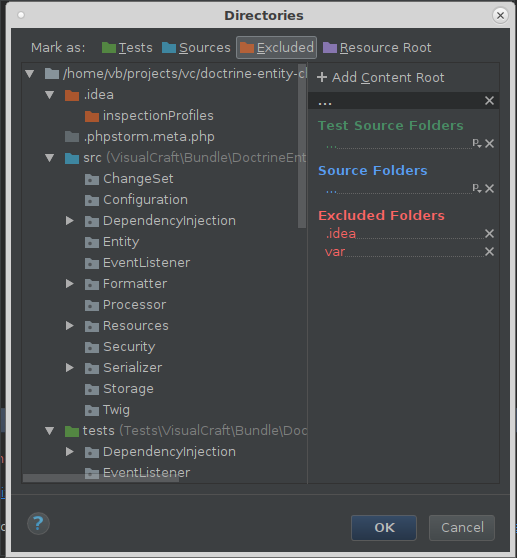 Directories
Mark as: Tests Sources Excluded Resource Root
/home/vb/projects/vc/doctrine-entity-cl
.idea
inspectionProfiles
.phpstorm.meta.php
src (\VisualCraft\Bundle\DoctrineEnt
ChangeSet
Configuration
DependencyInjection
Entity
EventListener
Formatter
Processor
Resources
Security
Serializer
Storage
Twig
tests (Tests\VisualCraft\Bundle\Doc
DependencyInjection
EventListener
+ Add Content Root
...
Test Source Folders
...
Source Folders
...
Excluded Folders
.idea
var
?
OK
Cancel